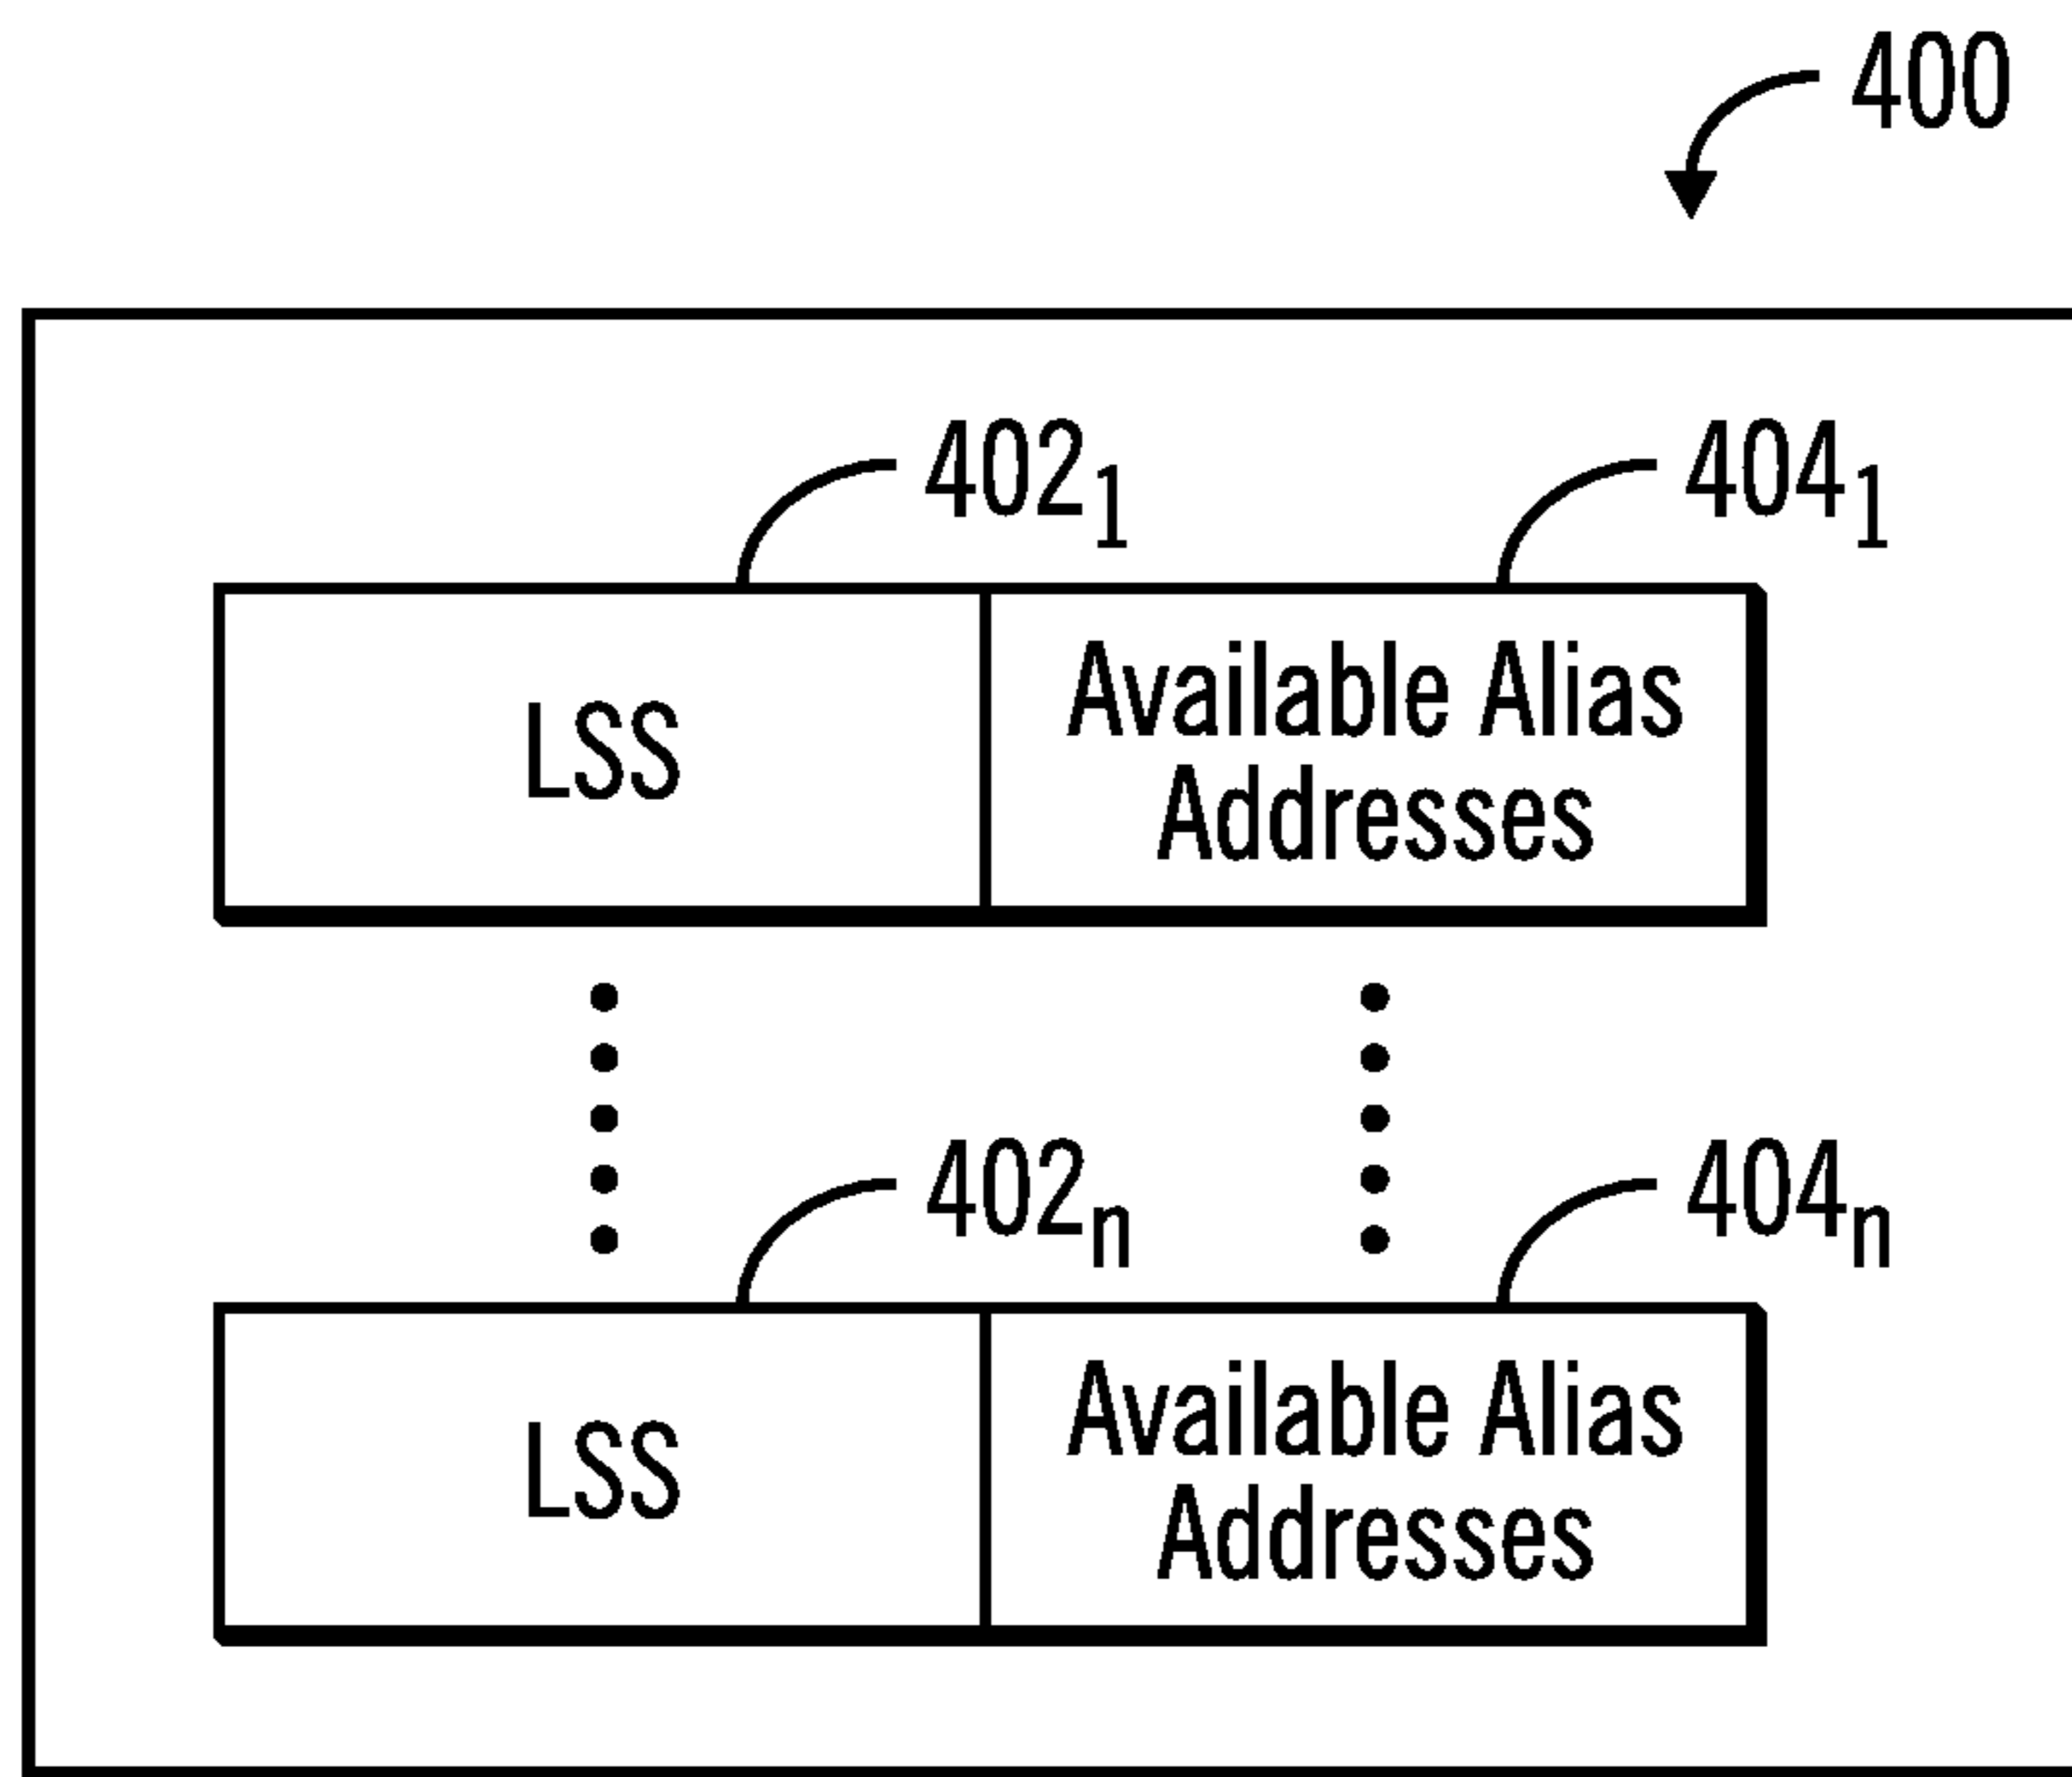 400
402₁ 404₁
LSS
Available Alias
Addresses
402ₙ 404ₙ
LSS
Available Alias
Addresses